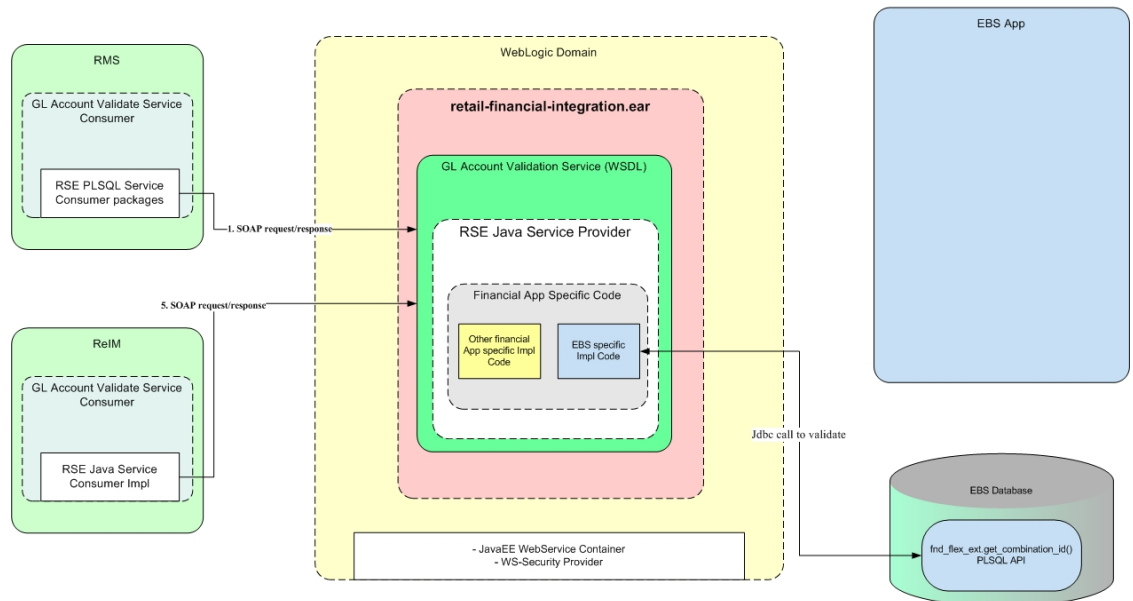 RMS
GL Account Validate Service
Consumer
RSE PLSQL Service
Consumer packages
1. SOAP request/response
5. SOAP request/response
ReIM
GL Account Validate Service
Consumer
RSE Java Service
Consumer Impl
WebLogic Domain
retail-financial-integration.ear
GL Account Validation Service (WSDL)
RSE Java Service Provider
Financial App Specific Code
Other financial
App specific Impl
Code
EBS specific
Impl Code
- JavaEE WebService Container
- WS-Security Provider
EBS App
Jdbc call to validate
EBS Database
fnd_flex_ext.get_combination_id()
PLSQL API